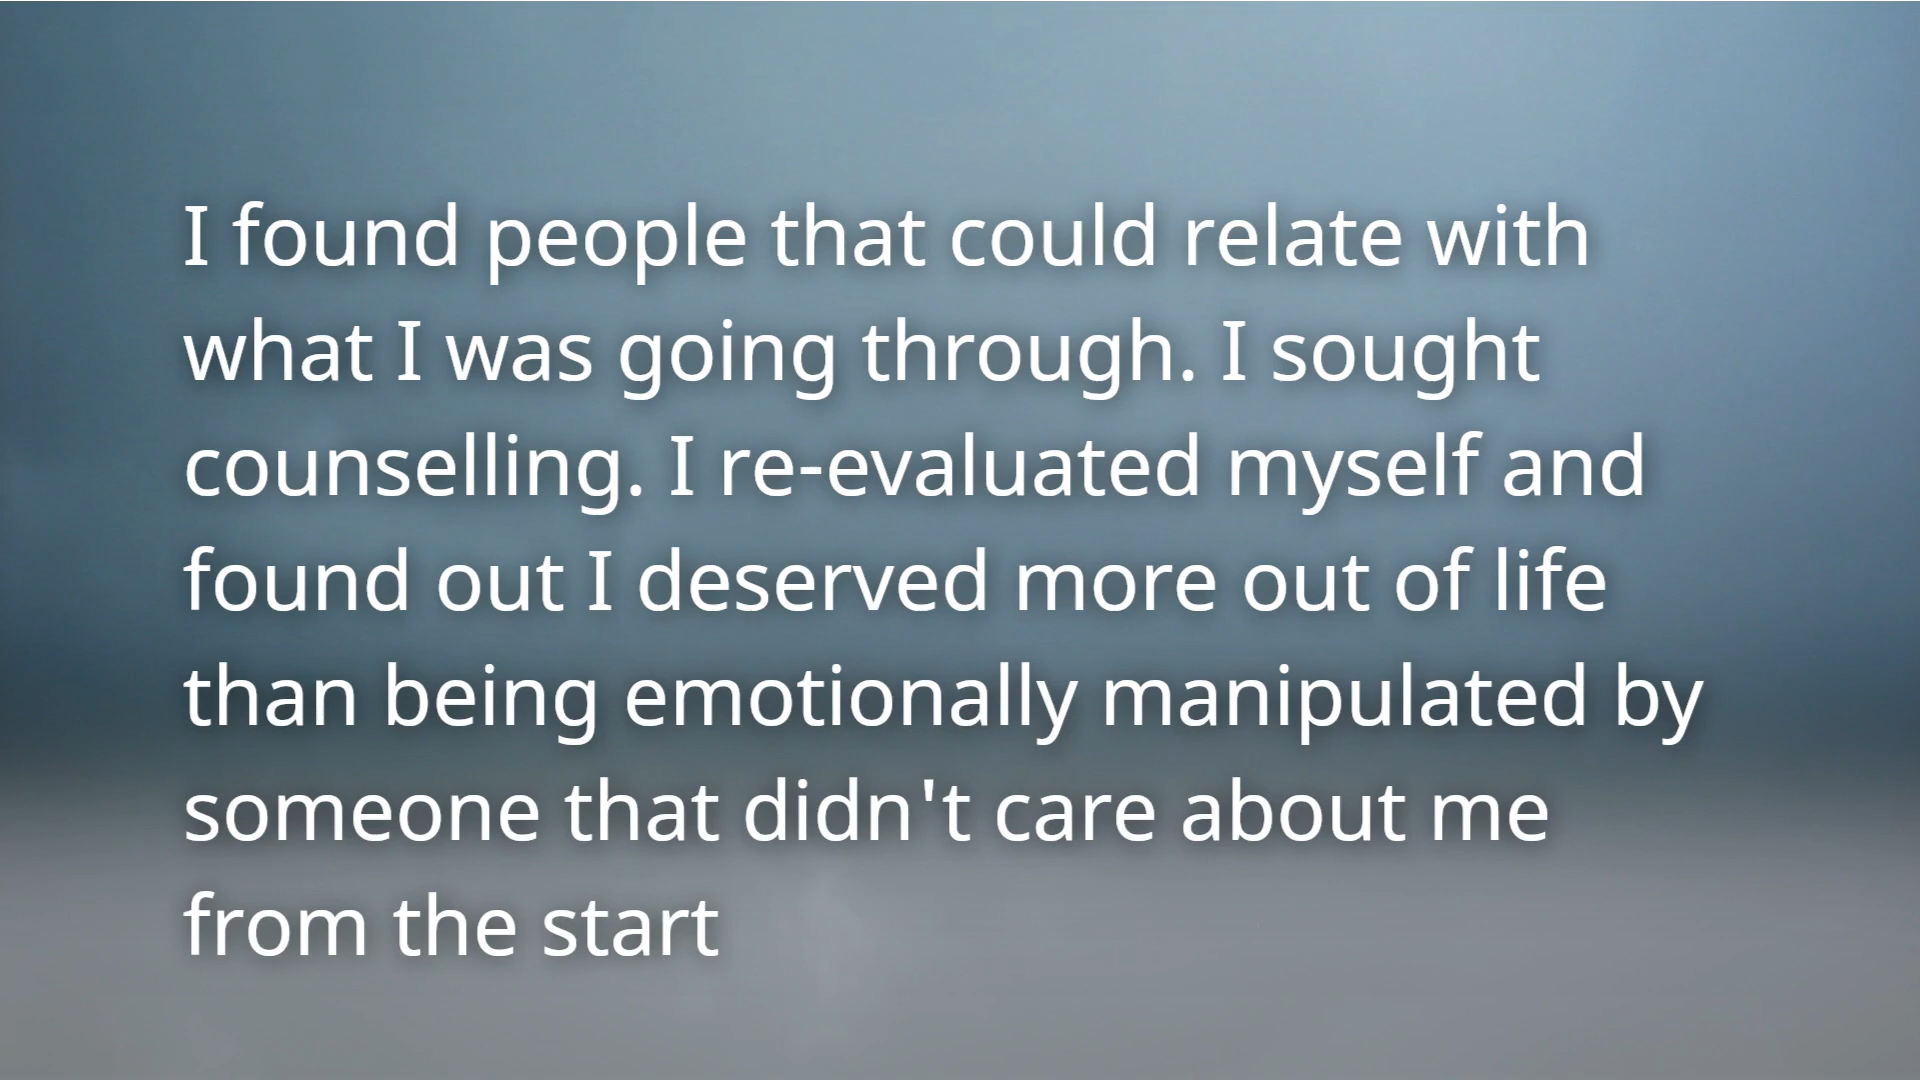 I found people that could relate with
what I was going through. I sought
counselling. I re-evaluated myself and
found out I deserved more out of life
than being emotionally manipulated by
someone that didn't care about me
from the start